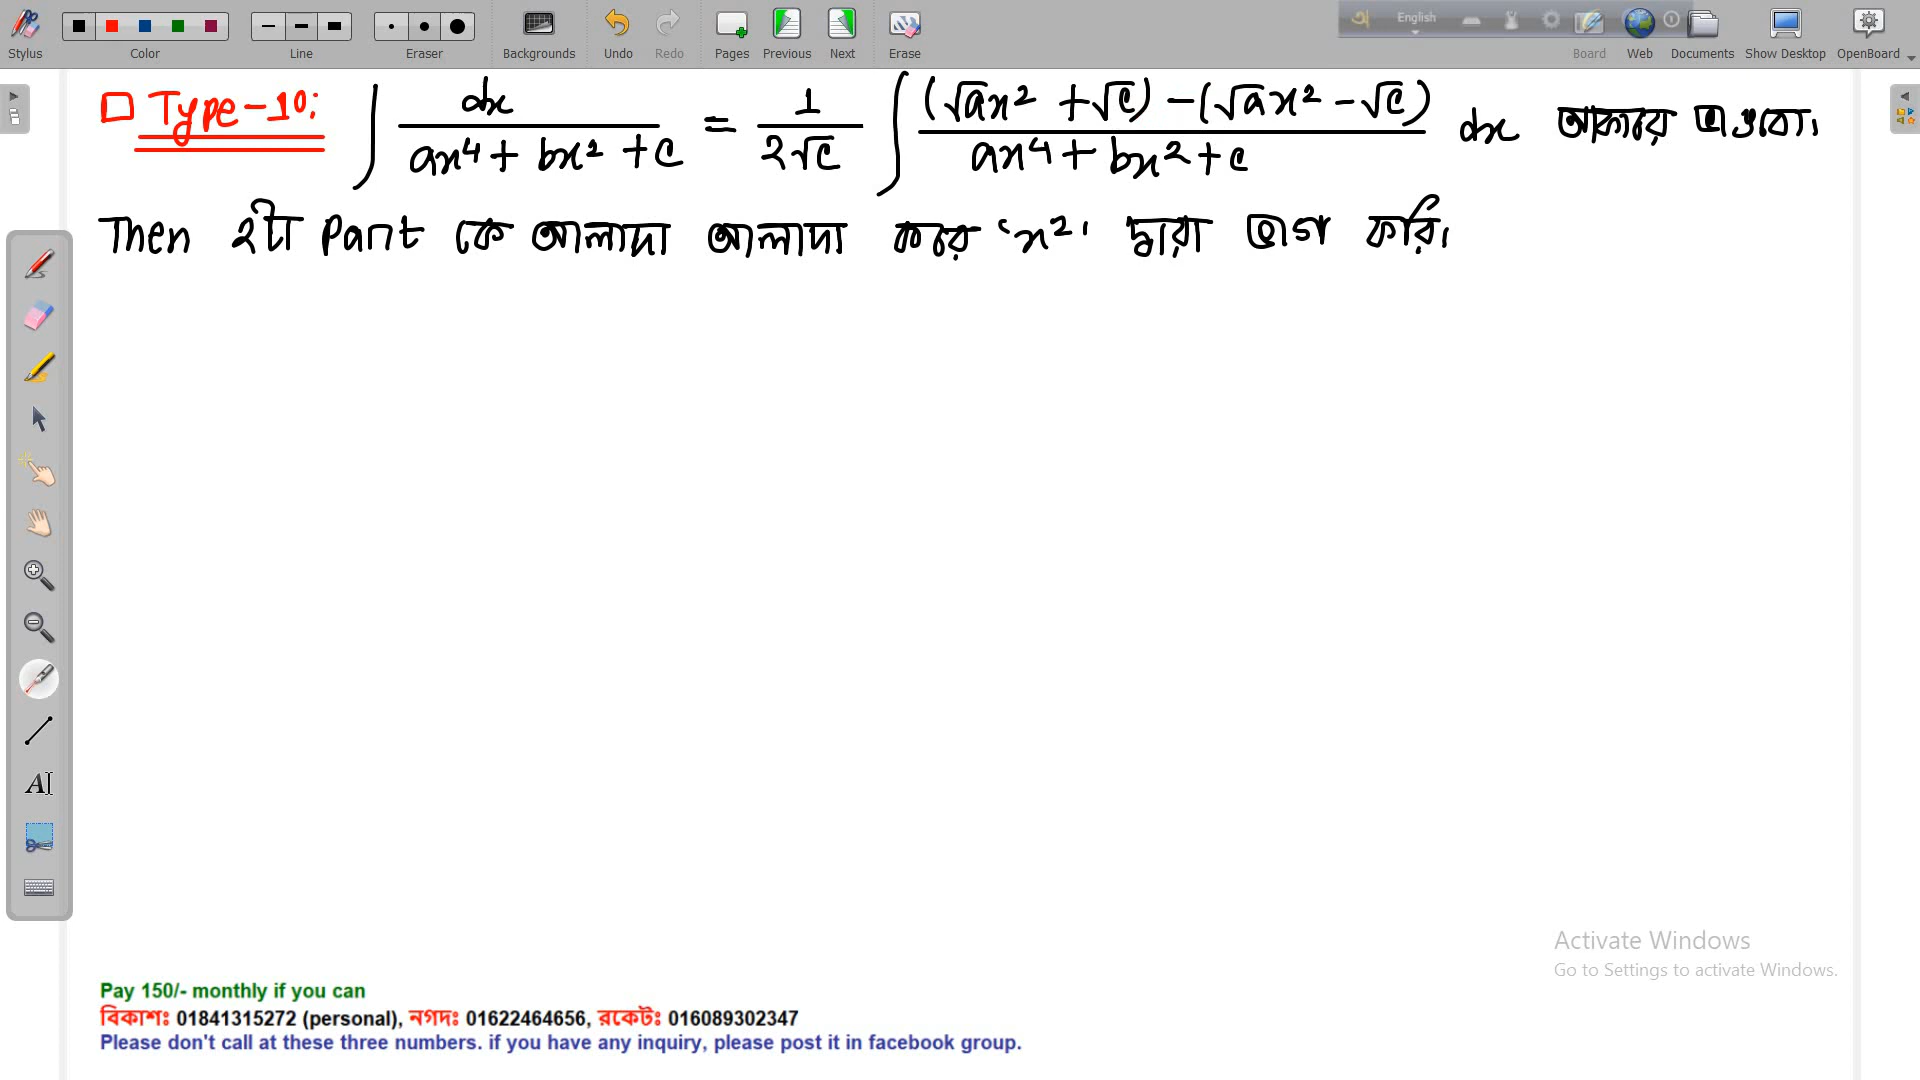 Stylus Color Line Eraser Backgrounds Undo Redo Pages Previous Next Erase English Board Web Documents Show Desktop OpenBoard
□ Type-10: ∫ dx / (ax⁴ + bx² + c) = 1 / (2√c) ∫ ((√a x² + √c) - (√a x² - √c)) / (ax⁴ + bx² + c) dx আকারে নেওবো।
Then ২টা Part কে আলাদা আলাদা করে 'x²' দ্বারা ভাগ করি।
Activate Windows
Go to Settings to activate Windows.
Pay 150/- monthly if you can
বিকাশঃ 01841315272 (personal), নগদঃ 01622464656, রকেটঃ 016089302347
Please don't call at these three numbers. if you have any inquiry, please post it in facebook group.